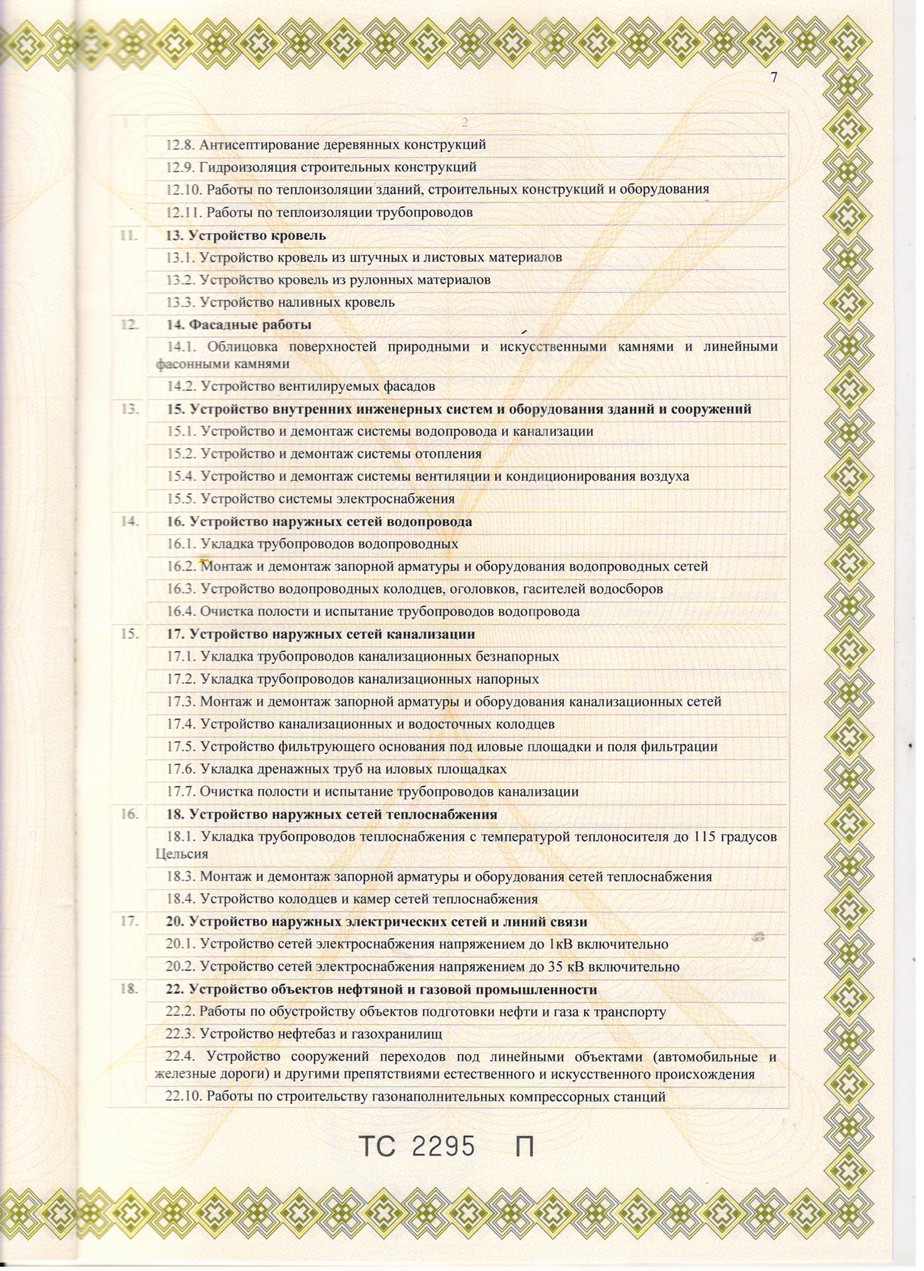 7
1 2
12.8. Антисептирование деревянных конструкций
12.9. Гидроизоляция строительных конструкций
12.10. Работы по теплоизоляции зданий, строительных конструкций и оборудования
12.11. Работы по теплоизоляции трубопроводов
11. 13. Устройство кровель
13.1. Устройство кровель из штучных и листовых материалов
13.2. Устройство кровель из рулонных материалов
13.3. Устройство наливных кровель
12. 14. Фасадные работы
14.1. Облицовка поверхностей природными и искусственными камнями и линейными
фасонными камнями
14.2. Устройство вентилируемых фасадов
13. 15. Устройство внутренних инженерных систем и оборудования зданий и сооружений
15.1. Устройство и демонтаж системы водопровода и канализации
15.2. Устройство и демонтаж системы отопления
15.4. Устройство и демонтаж системы вентиляции и кондиционирования воздуха
15.5. Устройство системы электроснабжения
14. 16. Устройство наружных сетей водопровода
16.1. Укладка трубопроводов водопроводных
16.2. Монтаж и демонтаж запорной арматуры и оборудования водопроводных сетей
16.3. Устройство водопроводных колодцев, оголовков, гасителей водосборов
16.4. Очистка полости и испытание трубопроводов водопровода
15. 17. Устройство наружных сетей канализации
17.1. Укладка трубопроводов канализационных безнапорных
17.2. Укладка трубопроводов канализационных напорных
17.3. Монтаж и демонтаж запорной арматуры и оборудования канализационных сетей
17.4. Устройство канализационных и водосточных колодцев
17.5. Устройство фильтрующего основания под иловые площадки и поля фильтрации
17.6. Укладка дренажных труб на иловых площадках
17.7. Очистка полости и испытание трубопроводов канализации
16. 18. Устройство наружных сетей теплоснабжения
18.1. Укладка трубопроводов теплоснабжения с температурой теплоносителя до 115 градусов
Цельсия
18.3. Монтаж и демонтаж запорной арматуры и оборудования сетей теплоснабжения
18.4. Устройство колодцев и камер сетей теплоснабжения
17. 20. Устройство наружных электрических сетей и линий связи
20.1. Устройство сетей электроснабжения напряжением до 1кВ включительно
20.2. Устройство сетей электроснабжения напряжением до 35 кВ включительно
18. 22. Устройство объектов нефтяной и газовой промышленности
22.2. Работы по обустройству объектов подготовки нефти и газа к транспорту
22.3. Устройство нефтебаз и газохранилищ
22.4. Устройство сооружений переходов под линейными объектами (автомобильные и
железные дороги) и другими препятствиями естественного и искусственного происхождения
22.10. Работы по строительству газонаполнительных компрессорных станций
ТС 2295 П